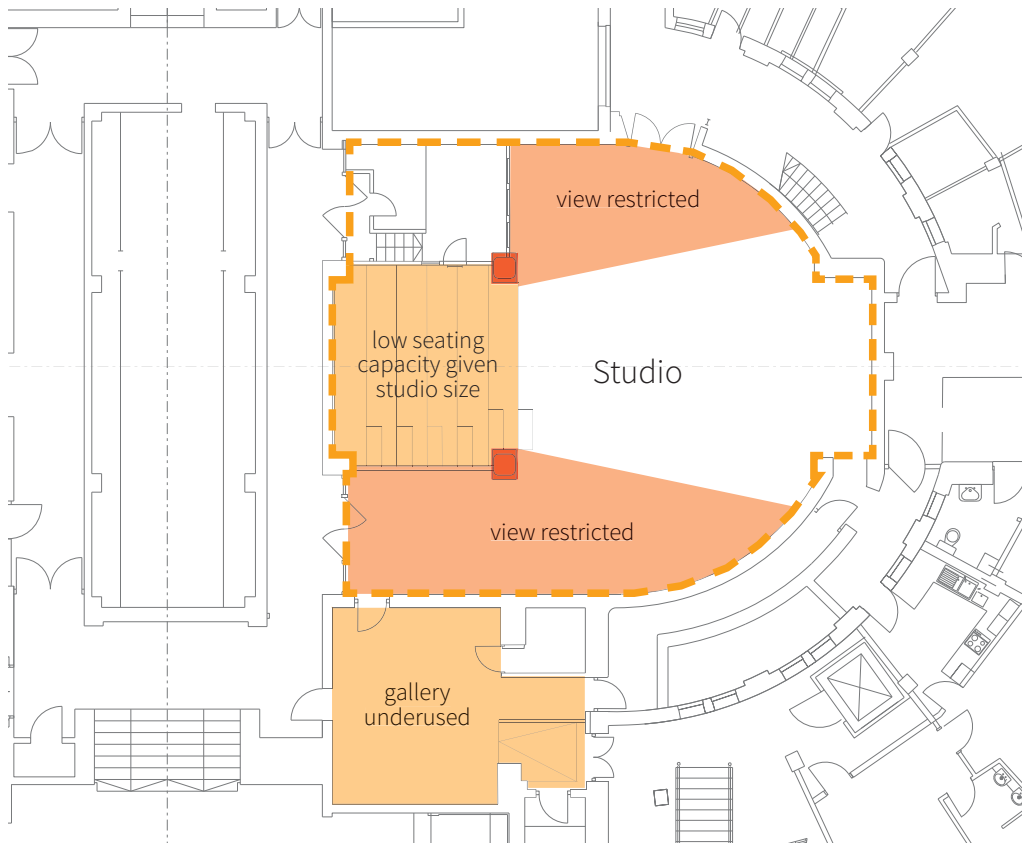 view restricted
low seating
capacity given
studio size
Studio
view restricted
gallery
underused